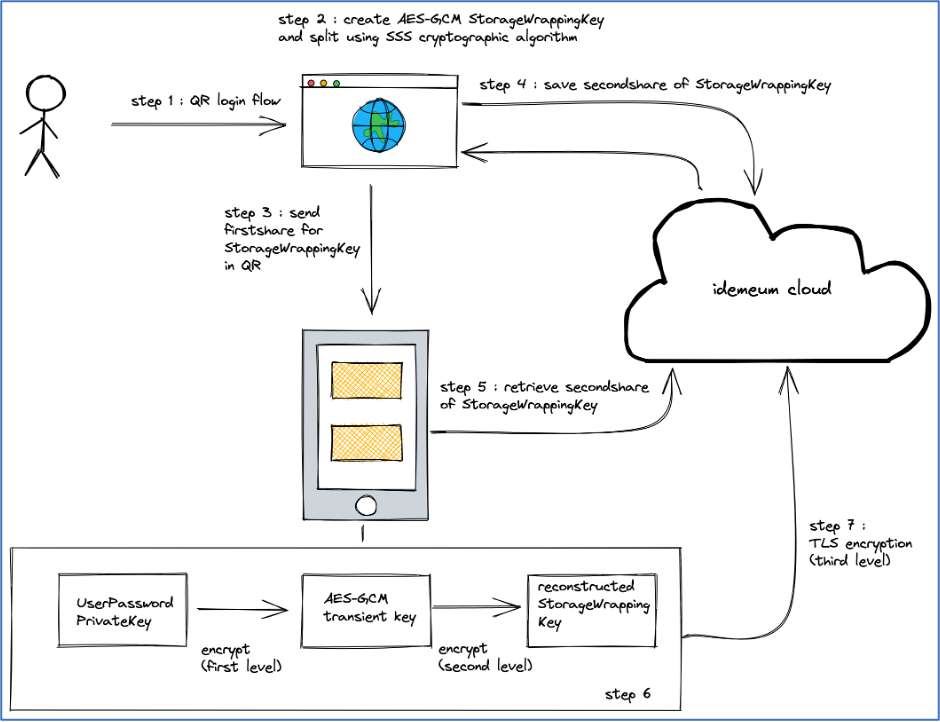 step 2 : create AES-GCM StorageWrappingKey
and split using SSS cryptographic algorithm
step 1 : QR login flow
step 4 : save secondshare of StorageWrappingKey
step 3 : send
firstshare for
StorageWrappingKey
in QR
idemeum cloud
step 5 : retrieve secondshare
of StorageWrappingKey
step 7 :
TLS encryption
(third level)
UserPassword
PrivateKey
encrypt
(first level)
AES-GCM
transient key
encrypt
(second level)
reconstructed
StorageWrapping
Key
step 6